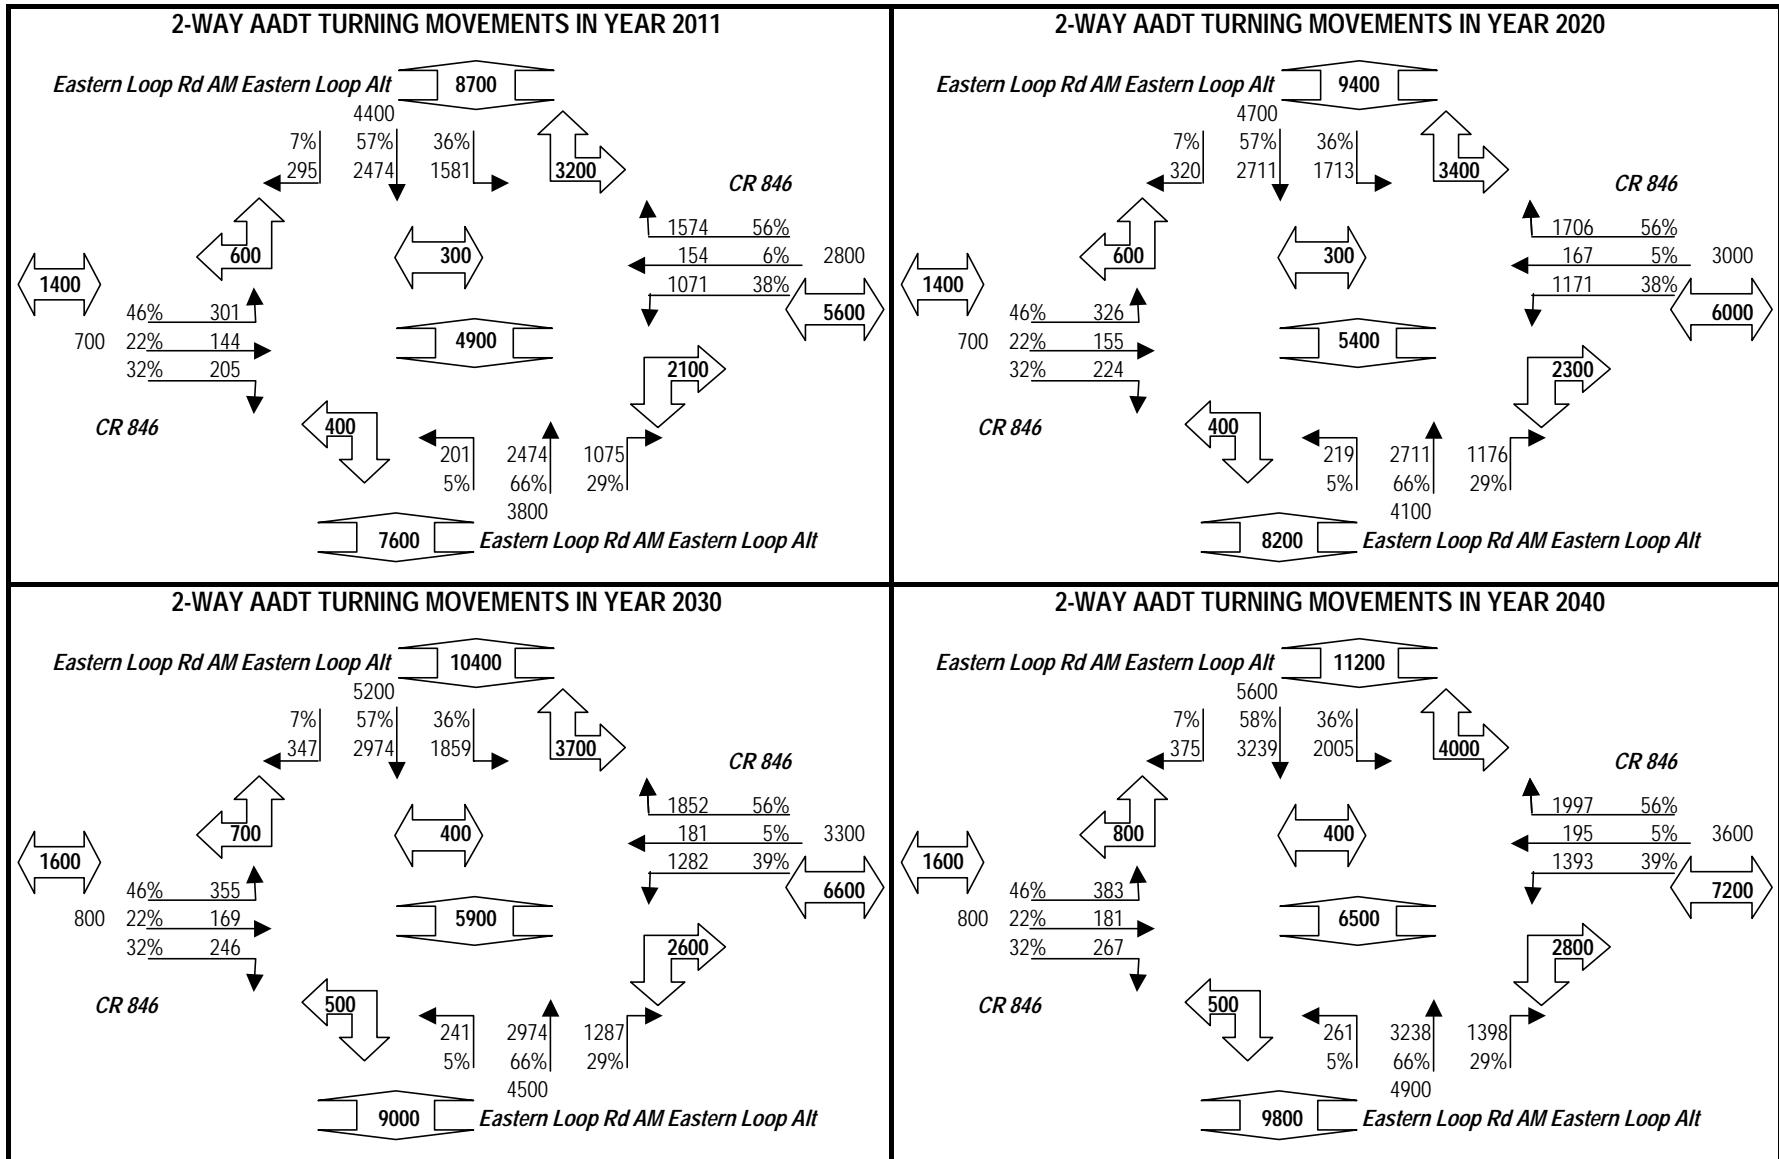 2-WAY AADT TURNING MOVEMENTS IN YEAR 2011
Eastern Loop Rd AM Eastern Loop Alt 8700
4400
7% 57% 36%
295 2474 1581 3200
CR 846
1574 56%
600 300 154 6% 2800
1400 1071 38%
46% 301 5600
700 22% 144 4900
32% 205 2100
CR 846 400
201 2474 1075
5% 66% 29%
3800
7600 Eastern Loop Rd AM Eastern Loop Alt
2-WAY AADT TURNING MOVEMENTS IN YEAR 2020
Eastern Loop Rd AM Eastern Loop Alt 9400
4700
7% 57% 36%
320 2711 1713 3400
CR 846
1706 56%
600 300 167 5% 3000
1400 1171 38%
46% 326 6000
700 22% 155 5400
32% 224 2300
CR 846 400
219 2711 1176
5% 66% 29%
4100
8200 Eastern Loop Rd AM Eastern Loop Alt
2-WAY AADT TURNING MOVEMENTS IN YEAR 2030
Eastern Loop Rd AM Eastern Loop Alt 10400
5200
7% 57% 36%
347 2974 1859 3700
CR 846
1852 56%
700 400 181 5% 3300
1600 1282 39%
46% 355 6600
800 22% 169 5900
32% 246 2600
CR 846 500
241 2974 1287
5% 66% 29%
4500
9000 Eastern Loop Rd AM Eastern Loop Alt
2-WAY AADT TURNING MOVEMENTS IN YEAR 2040
Eastern Loop Rd AM Eastern Loop Alt 11200
5600
7% 58% 36%
375 3239 2005 4000
CR 846
1997 56%
800 400 195 5% 3600
1600 1393 39%
46% 383 7200
800 22% 181 6500
32% 267 2800
CR 846 500
261 3238 1398
5% 66% 29%
4900
9800 Eastern Loop Rd AM Eastern Loop Alt